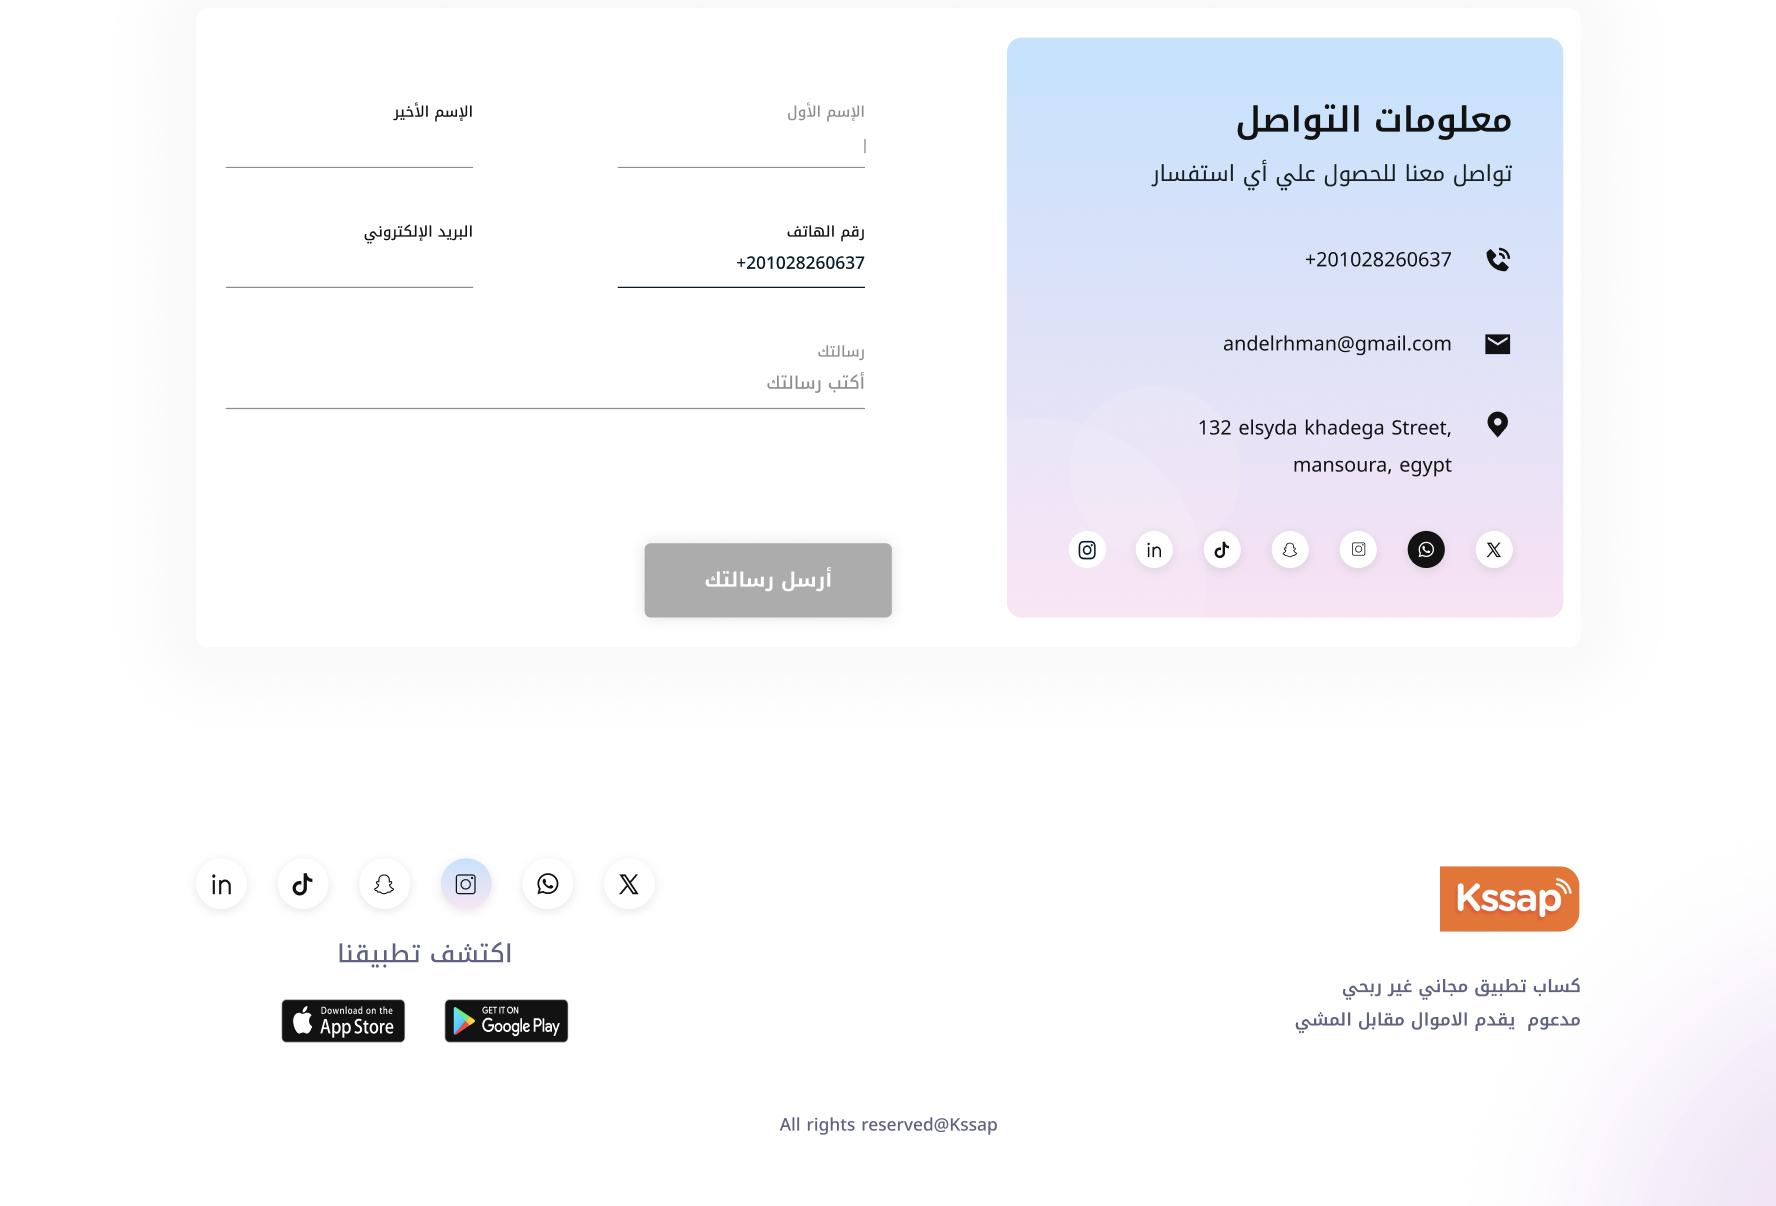 معلومات التواصل
تواصل معنا للحصول علي أي استفسار
+201028260637
andelrhman@gmail.com
132 elsyda khadega Street,
mansoura, egypt
الإسم الأول
الإسم الأخير
رقم الهاتف
+201028260637
البريد الإلكتروني
رسالتك
أكتب رسالتك
أرسل رسالتك
Kssap
كساب تطبيق مجاني غير ربحي
مدعوم يقدم الاموال مقابل المشي
in
in
اكتشف تطبيقنا
Download on the
App Store
GET IT ON
Google Play
All rights reserved@Kssap